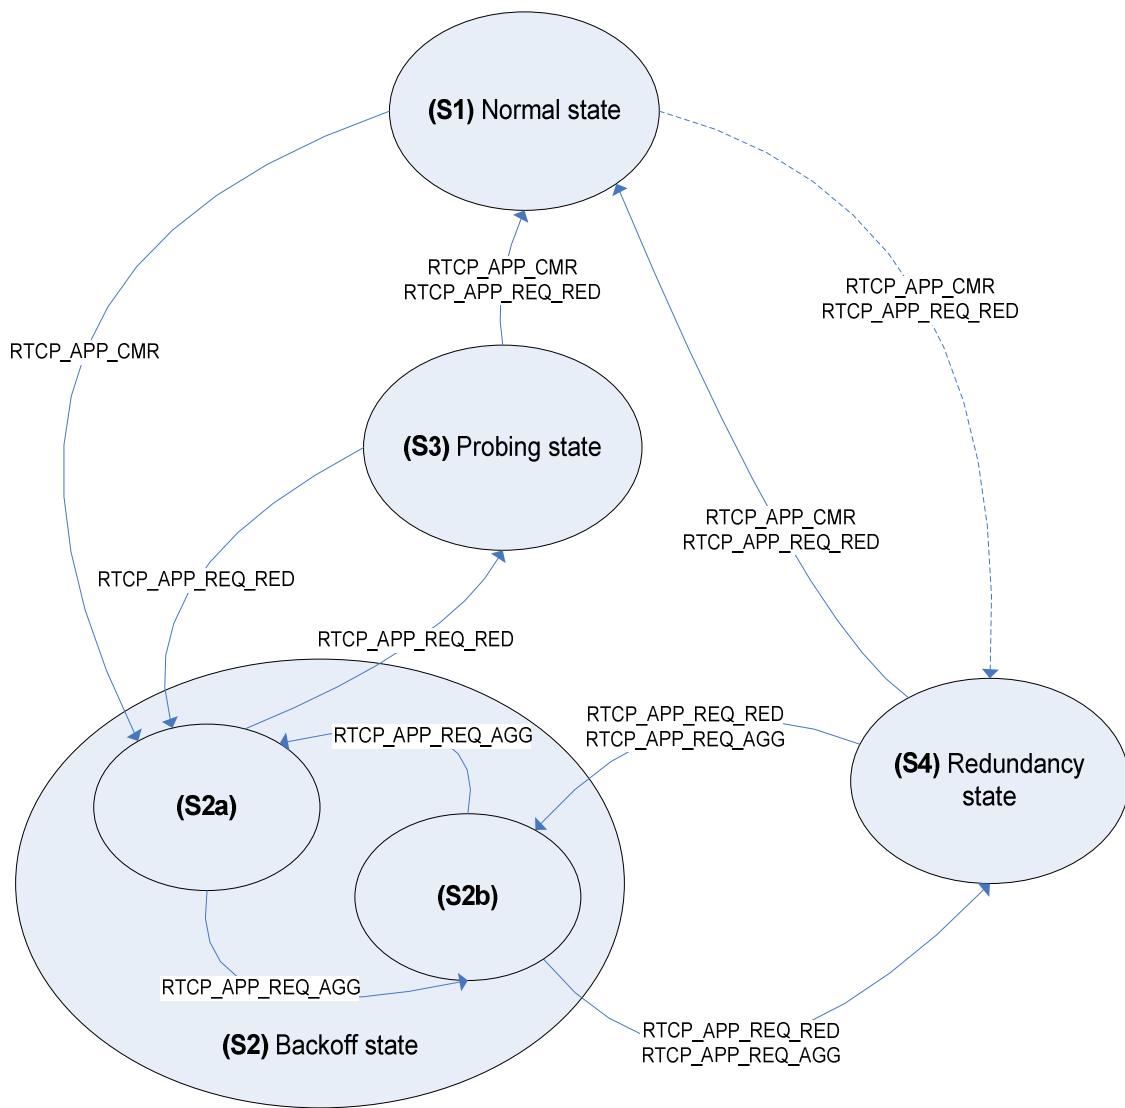 (S1) Normal state
RTCP_APP_CMR
RTCP_APP_REQ_RED
RTCP_APP_CMR
RTCP_APP_REQ_RED
RTCP_APP_CMR
(S3) Probing state
RTCP_APP_CMR
RTCP_APP_REQ_RED
RTCP_APP_REQ_RED
RTCP_APP_REQ_RED
RTCP_APP_REQ_RED
RTCP_APP_REQ_AGG
RTCP_APP_REQ_AGG
(S4) Redundancy
state
(S2a)
(S2b)
RTCP_APP_REQ_AGG
(S2) Backoff state
RTCP_APP_REQ_RED
RTCP_APP_REQ_AGG